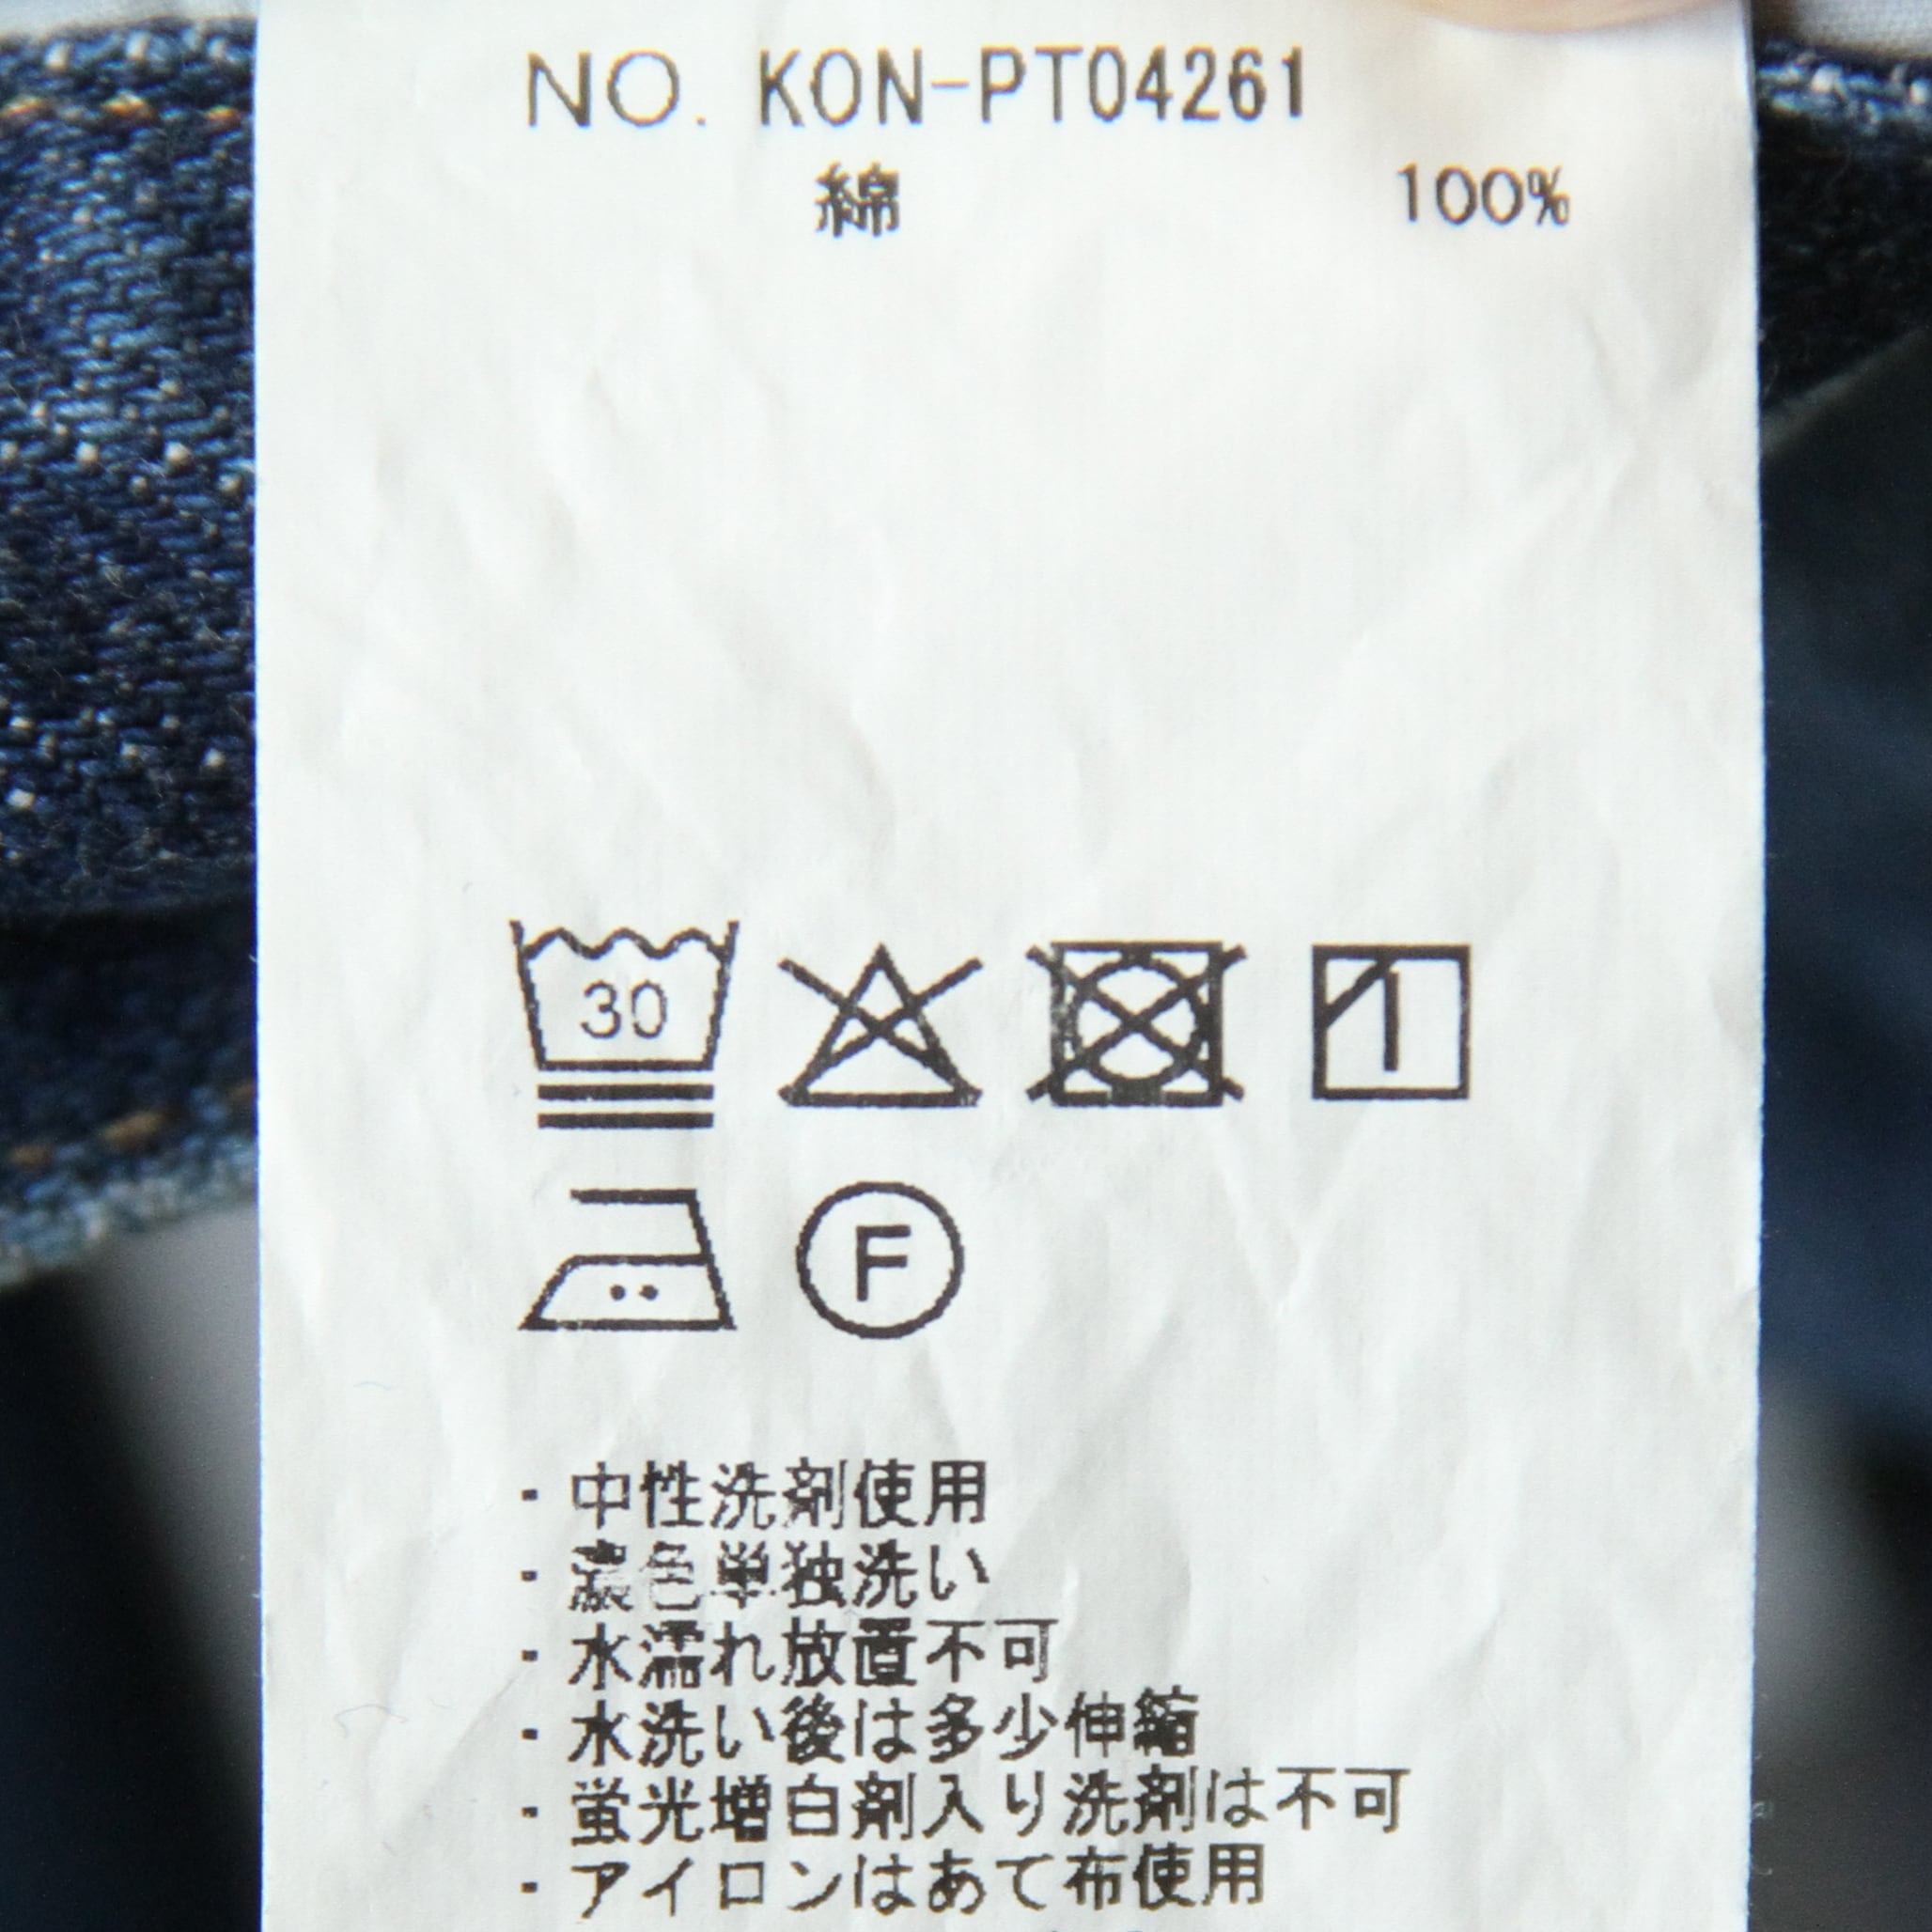 NO. KON-PT04261
綿 100%
30
F
・中性洗剤使用
・濃色単独洗い
・水濡れ放置不可
・水洗い後は多少伸縮
・蛍光増白剤入り洗剤は不可
・アイロンはあて布使用